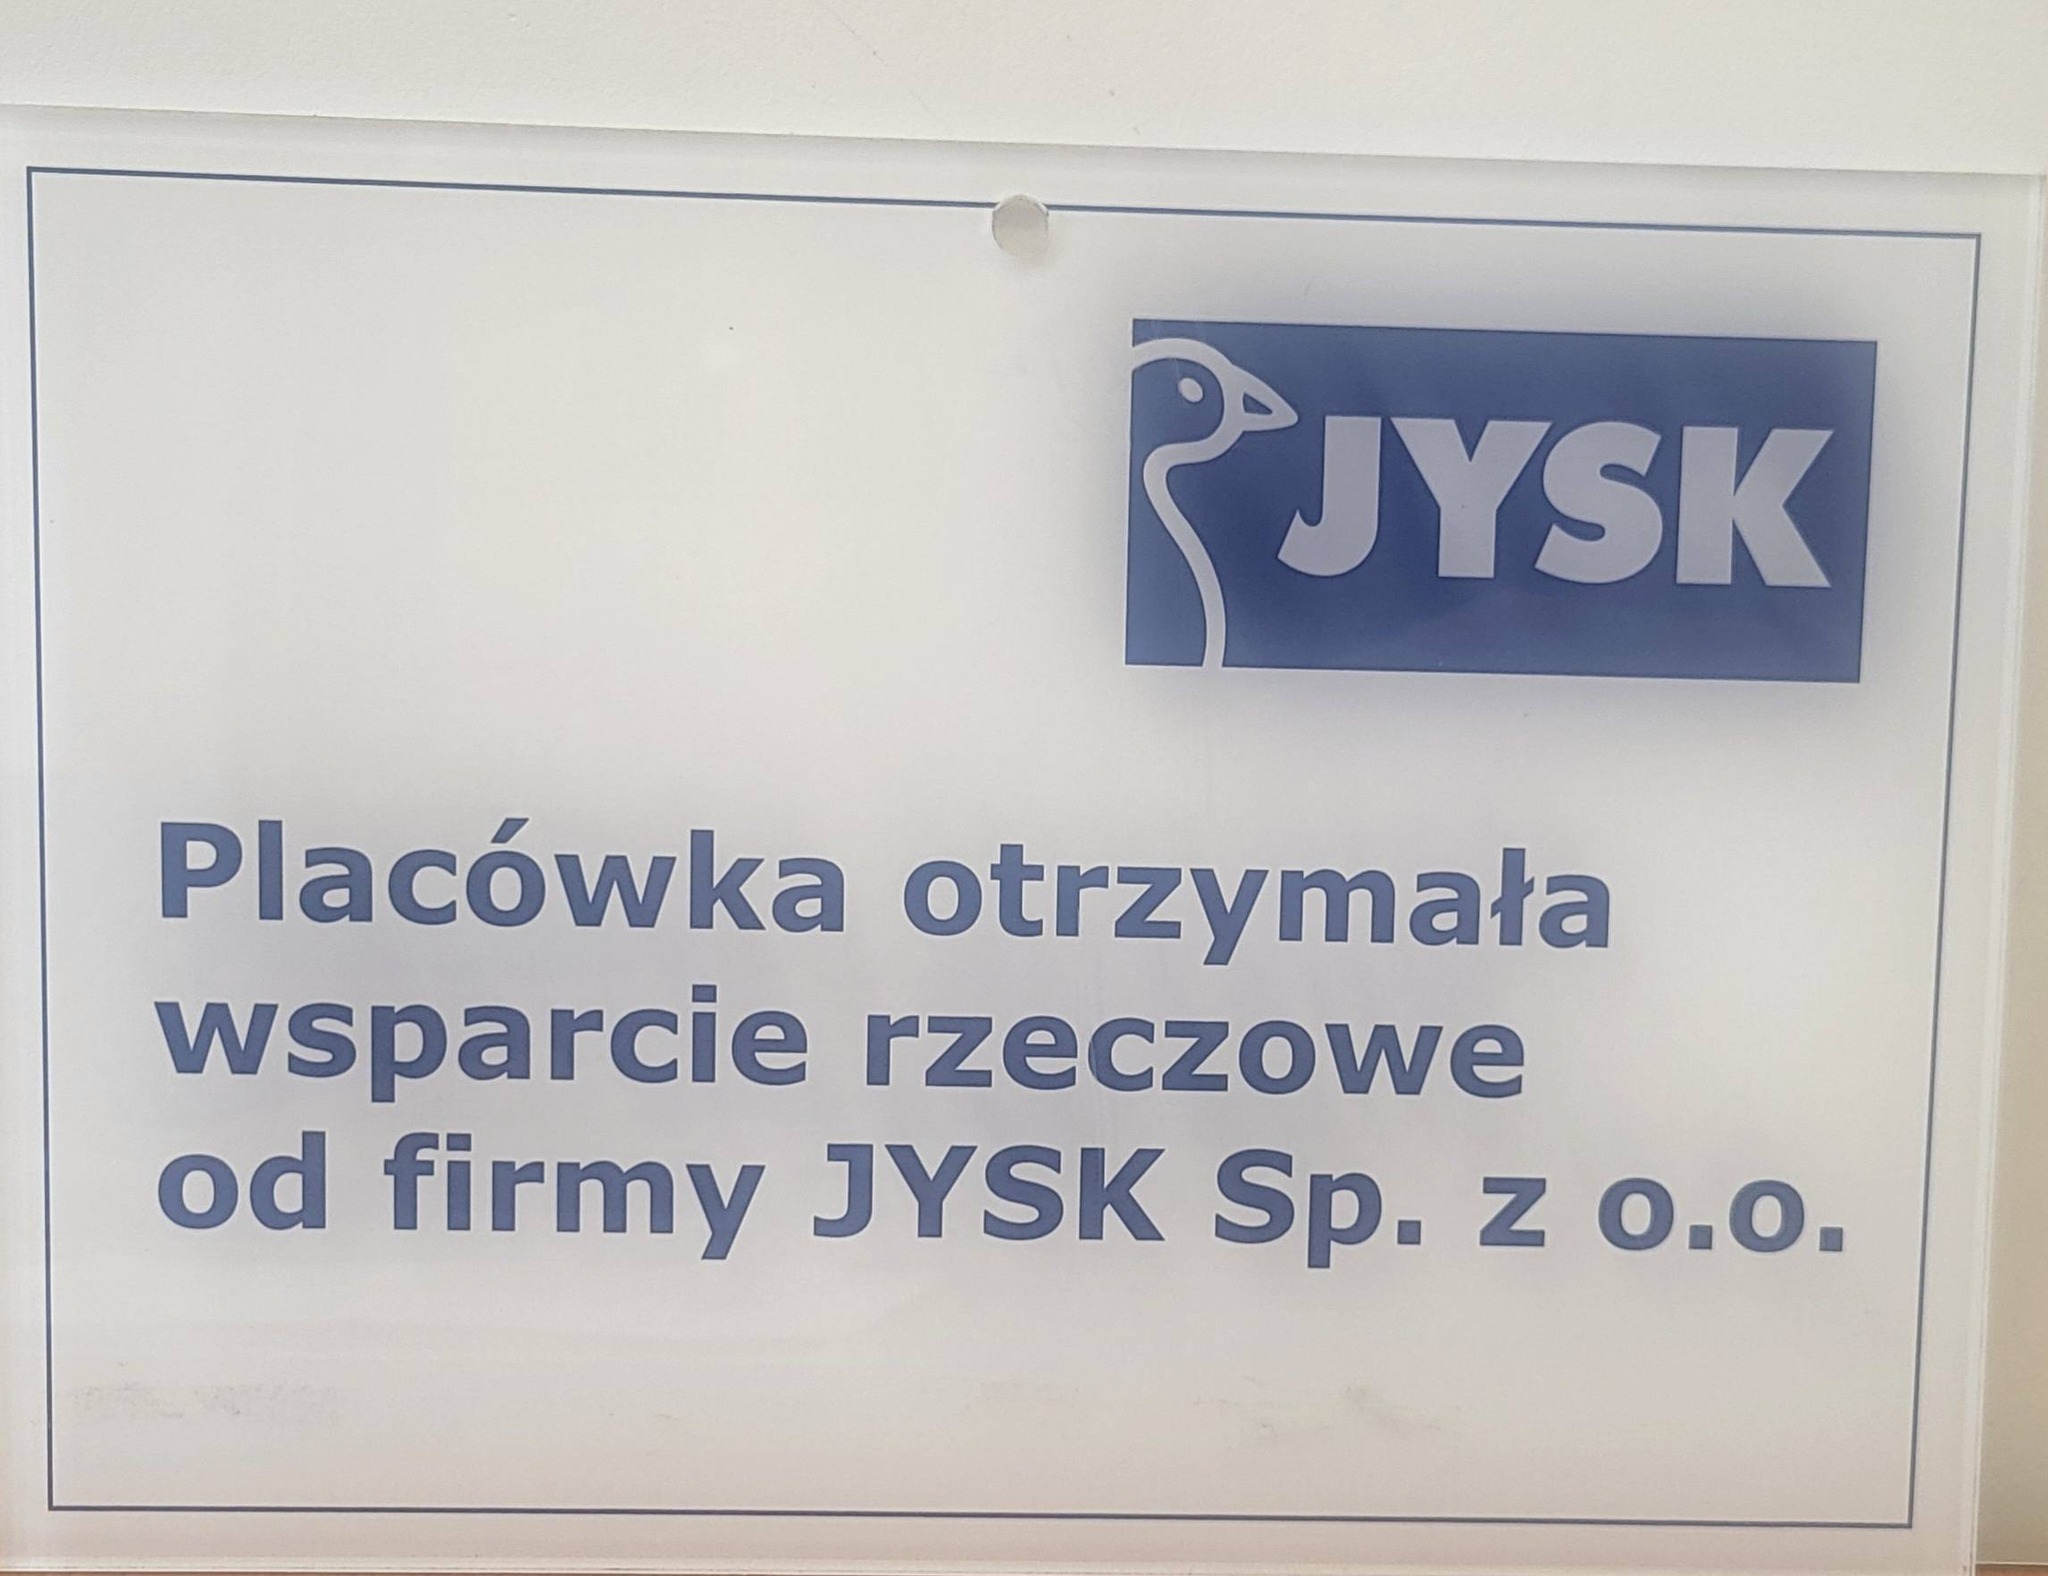 JYSK
Placówka otrzymała
wsparcie rzeczowe
od firmy JYSK Sp. z o.o.